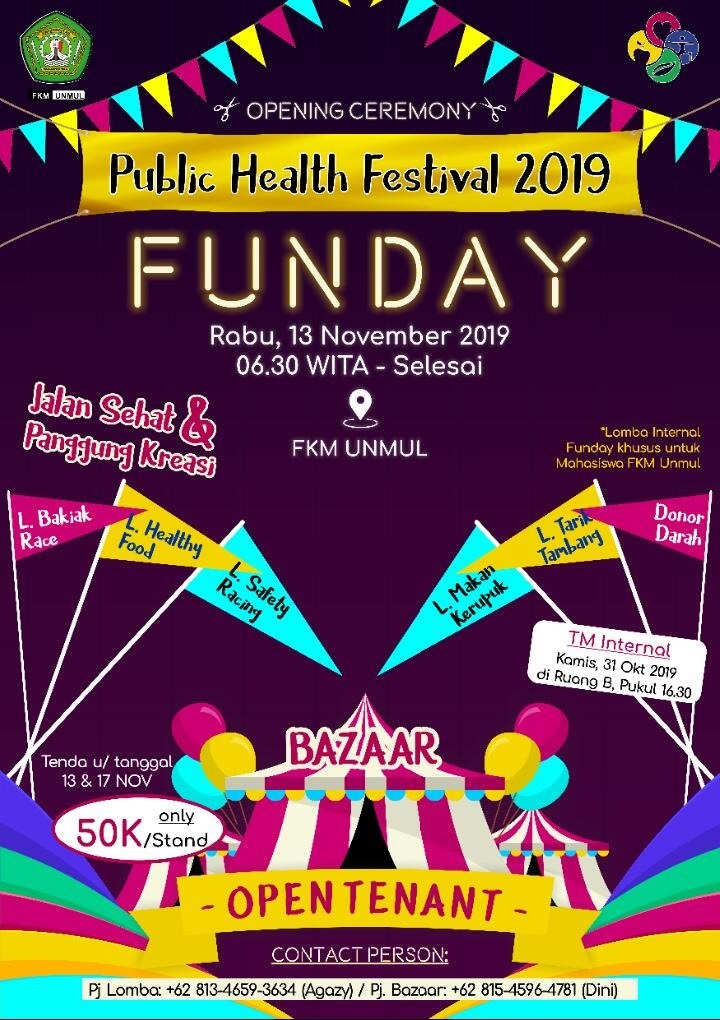 FKM UNMUL
OPENING CEREMONY
Public Health Festival 2019
FUNDAY
Rabu, 13 November 2019
06.30 WITA - Selesai
FKM UNMUL
Jalan Sehat &
Panggung Kreasi
*Lomba Internal
Funday khusus untuk
Mahasiswa FKM Unmul
L. Bakiak
Race
L. Healthy
Food
L. Safety
Racing
L. Makan
Kerupuk
L. Tarik
Tambang
Donor
Darah
TM Internal
Kamis, 31 Okt 2019
di Ruang B, Pukul 16.30
BAZAAR
Tenda u/ tanggal
13 & 17 NOV
only
50K/Stand
- OPEN TENANT -
CONTACT PERSON:
Pj Lomba: +62 813-4659-3634 (Agazy) / Pj. Bazaar: +62 815-4596-4781 (Dini)